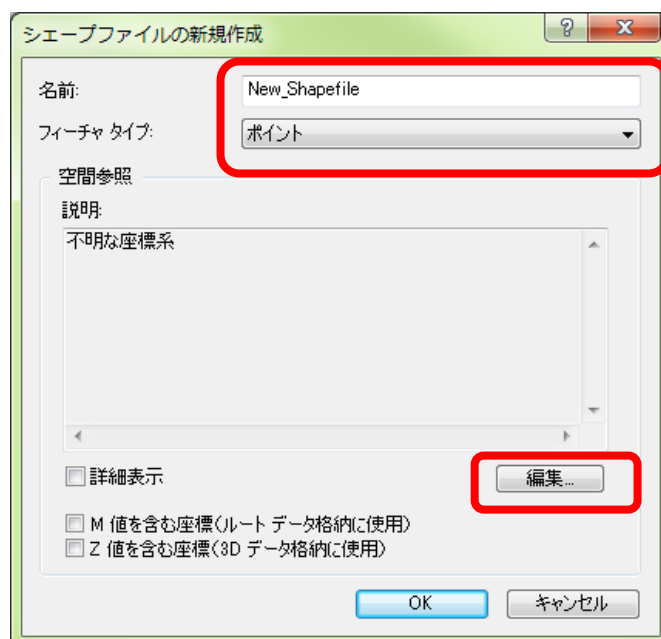 シェープファイルの新規作成
名前:
New_Shapefile
フィーチャ タイプ:
ポイント
空間参照
説明:
不明な座標系
詳細表示
編集...
M 値を含む座標(ルート データ格納に使用)
Z 値を含む座標(3D データ格納に使用)
OK
キャンセル